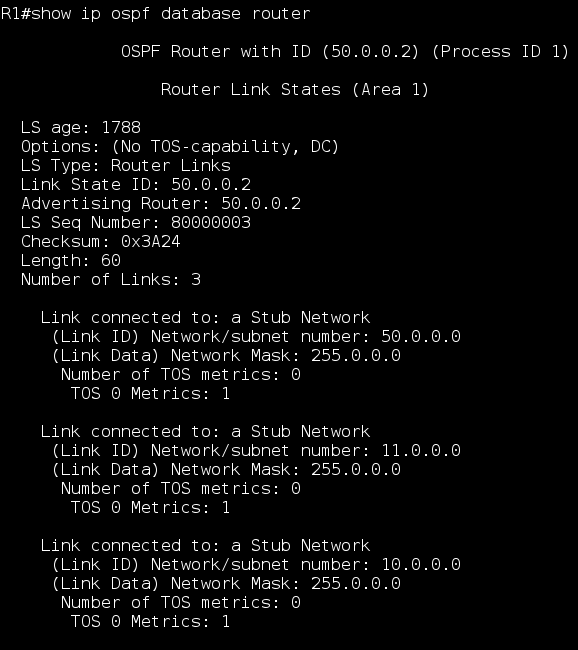 R1#show ip ospf database router
OSPF Router with ID (50.0.0.2) (Process ID 1)
Router Link States (Area 1)
LS age: 1788
Options: (No TOS-capability, DC)
LS Type: Router Links
Link State ID: 50.0.0.2
Advertising Router: 50.0.0.2
LS Seq Number: 80000003
Checksum: 0x3A24
Length: 60
Number of Links: 3
Link connected to: a Stub Network
(Link ID) Network/subnet number: 50.0.0.0
(Link Data) Network Mask: 255.0.0.0
Number of TOS metrics: 0
TOS 0 Metrics: 1
Link connected to: a Stub Network
(Link ID) Network/subnet number: 11.0.0.0
(Link Data) Network Mask: 255.0.0.0
Number of TOS metrics: 0
TOS 0 Metrics: 1
Link connected to: a Stub Network
(Link ID) Network/subnet number: 10.0.0.0
(Link Data) Network Mask: 255.0.0.0
Number of TOS metrics: 0
TOS 0 Metrics: 1